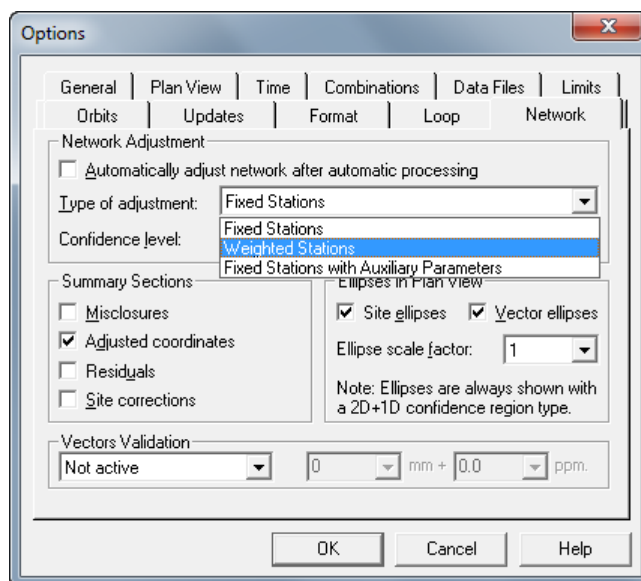 Options
General Plan View Time Combinations Data Files Limits
Orbits Updates Format Loop Network
Network Adjustment
Automatically adjust network after automatic processing
Type of adjustment: Fixed Stations
Fixed Stations
Confidence level: Weighted Stations
Fixed Stations with Auxiliary Parameters
Summary Sections
Misclosures
Adjusted coordinates
Residuals
Site corrections
Ellipses in Plan View
Site ellipses Vector ellipses
Ellipse scale factor: 1
Note: Ellipses are always shown with
a 2D+1D confidence region type.
Vectors Validation
Not active 0 mm + 0.0 ppm.
OK Cancel Help